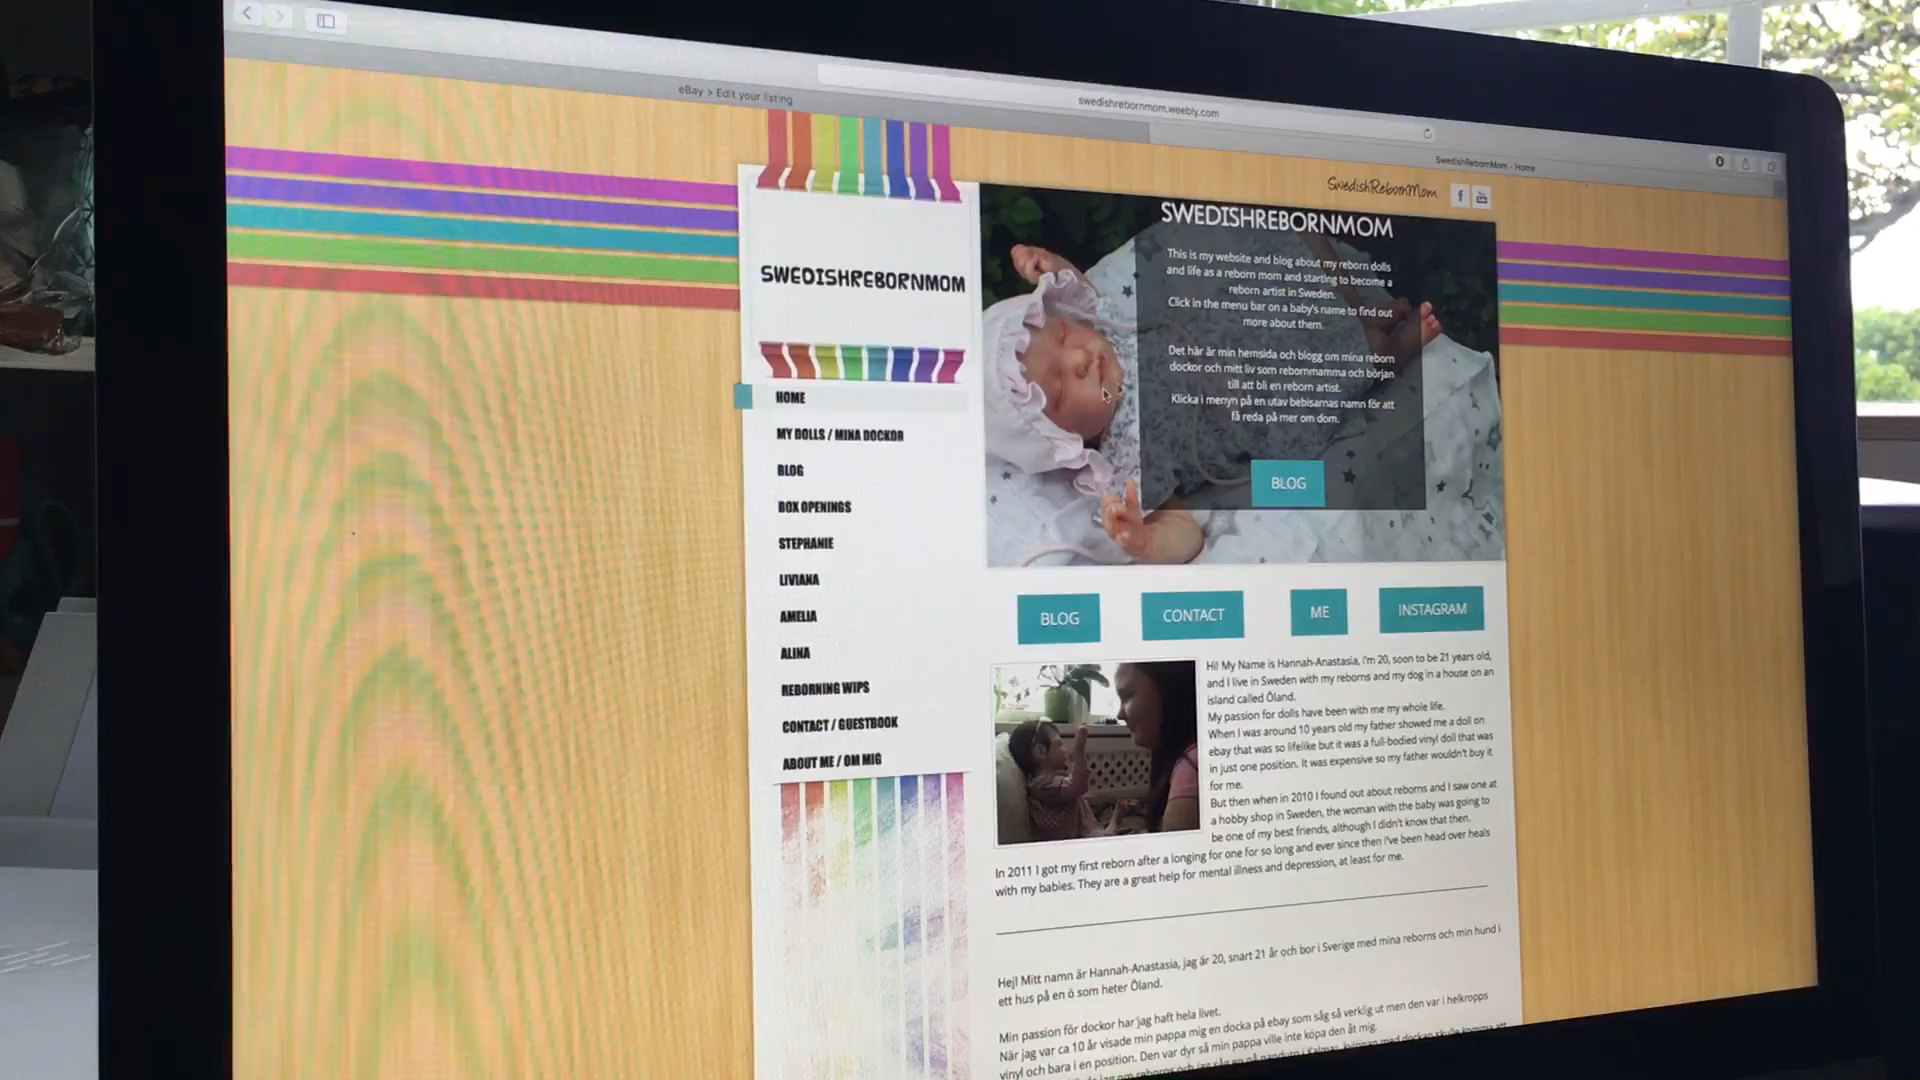 eBay > Edit your listing
swedishrebornmom.weebly.com
SwedishRebornMom - Home
SwedishRebornMom
SWEDISHREBORNMOM
HOME
MY DOLLS / MINA DOCKOR
BLOG
BOX OPENINGS
STEPHANIE
LIVIANA
AMELIA
ALINA
REBORNING WIPS
CONTACT / GUESTBOOK
ABOUT ME / OM MIG
SWEDISHREBORNMOM
This is my website and blog about my reborn dolls
and life as a reborn mom and starting to become a
reborn artist in Sweden.
Click in the menu bar on a baby's name to find out
more about them.
Det här är min hemsida och blogg om mina reborn
dockor och mitt liv som rebornmamma och början
till att bli en reborn artist.
Klicka i menyn på en utav bebisarnas namn för att
få reda på mer om dom.
BLOG
BLOG
CONTACT
ME
INSTAGRAM
Hi! My Name is Hannah-Anastasia, i'm 20, soon to be 21 years old,
and I live in Sweden with my reborns and my dog in a house on an
island called Öland.
My passion for dolls have been with me my whole life.
When I was around 10 years old my father showed me a doll on
ebay that was so lifelike but it was a full-bodied vinyl doll that was
in just one position. It was expensive so my father wouldn't buy it
for me.
But then when in 2010 I found out about reborns and I saw one at
a hobby shop in Sweden, the woman with the baby was going to
be one of my best friends, although I didn't know that then.
In 2011 I got my first reborn after a longing for one for so long and ever since then I've been head over heals
with my babies. They are a great help for mental illness and depression, at least for me.
Hej! Mitt namn är Hannah-Anastasia, jag är 20, snart 21 år och bor i Sverige med mina reborns och min hund i
ett hus på en ö som heter Öland.
Min passion för dockor har jag haft hela livet.
När jag var ca 10 år visade min pappa mig en docka på ebay som såg så verklig ut men den var i helkropps
vinyl och bara i en position. Den var dyr så min pappa ville inte köpa den åt mig.